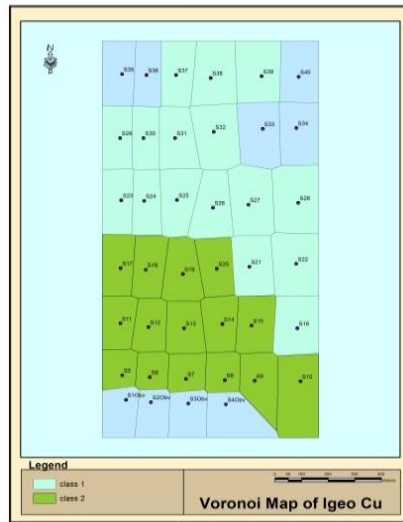 N
S35 S36 S37 S38 S39 S40
S29 S30 S31 S32 S33 S34
S23 S24 S25 S26 S27 S28
S17 S18 S19 S20 S21 S22
S11 S12 S13 S14 S15 S16
S5 S6 S7 S8 S9 S10
Legend
class 1
class 2
Voronoi Map of Igeo Cu